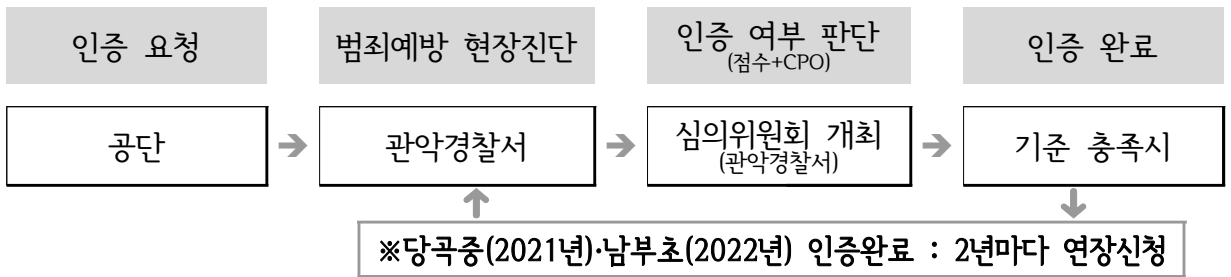 인증 요청
범죄예방 현장진단
인증 여부 판단
(점수+CPO)
인증 완료
공단
관악경찰서
심의위원회 개최
(관악경찰서)
기준 충족시
※당곡중(2021년)·남부초(2022년) 인증완료 : 2년마다 연장신청